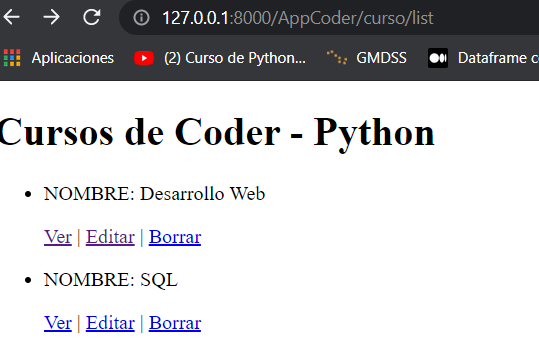 127.0.0.1:8000/AppCoder/curso/list
Aplicaciones (2) Curso de Python... GMDSS Dataframe c
Cursos de Coder - Python
• NOMBRE: Desarrollo Web
Ver | Editar | Borrar
• NOMBRE: SQL
Ver | Editar | Borrar